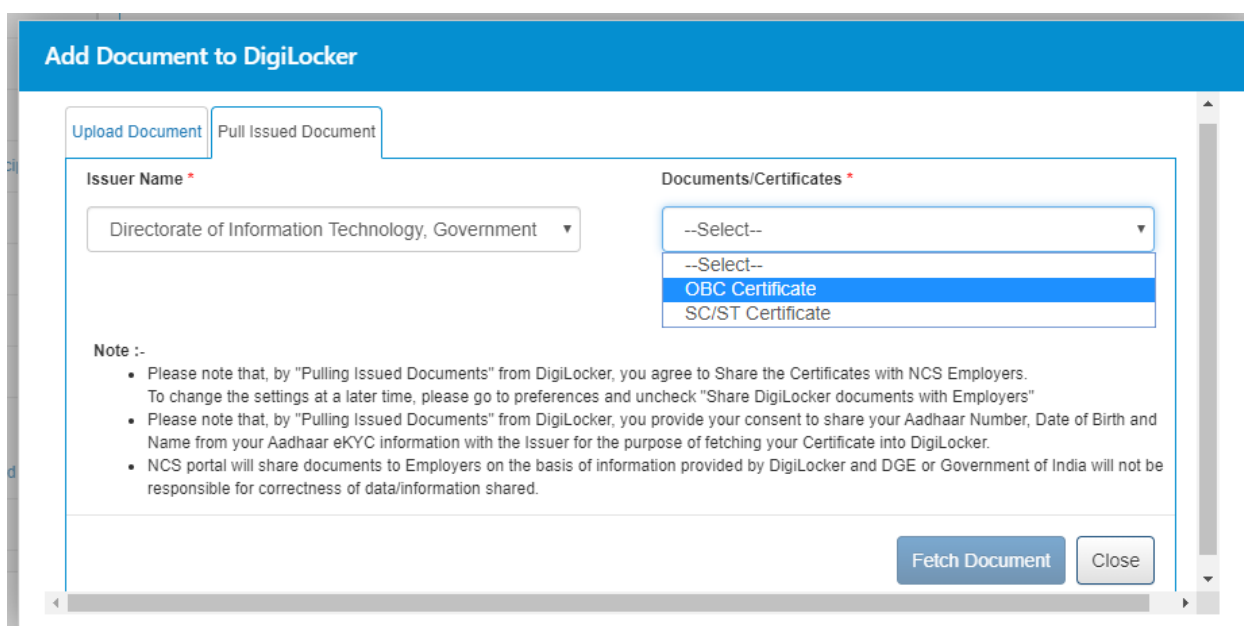 Add Document to DigiLocker
Upload Document Pull Issued Document
Issuer Name *
Documents/Certificates *
Directorate of Information Technology, Government
--Select--
--Select--
OBC Certificate
SC/ST Certificate
Note :-
• Please note that, by "Pulling Issued Documents" from DigiLocker, you agree to Share the Certificates with NCS Employers.
To change the settings at a later time, please go to preferences and uncheck "Share DigiLocker documents with Employers"
• Please note that, by "Pulling Issued Documents" from DigiLocker, you provide your consent to share your Aadhaar Number, Date of Birth and
Name from your Aadhaar eKYC information with the Issuer for the purpose of fetching your Certificate into DigiLocker.
• NCS portal will share documents to Employers on the basis of information provided by DigiLocker and DGE or Government of India will not be
responsible for correctness of data/information shared.
Fetch Document Close